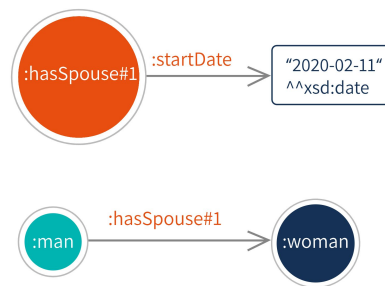 :hasSpouse#1
:startDate
“2020-02-11“
^^xsd:date
:man
:hasSpouse#1
:woman